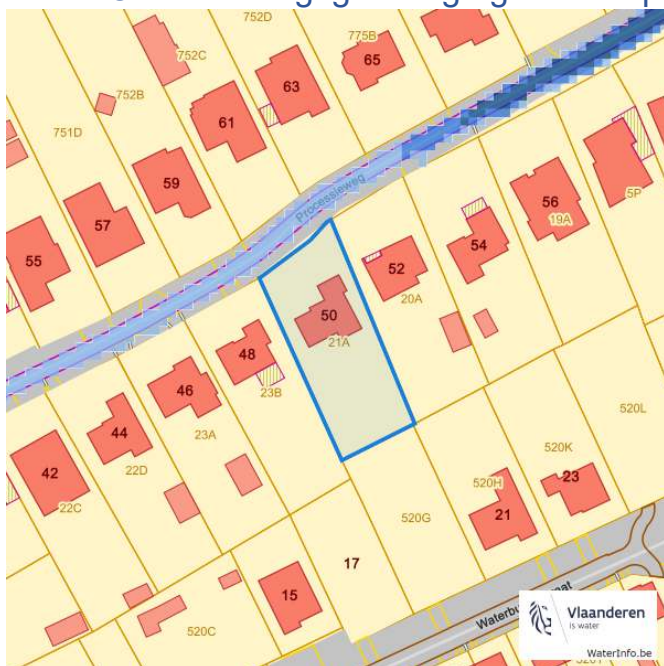 752D
775B
752C
65
63
752B
61
751D
59
56
5P
Processieweg
19A
57
54
55
52
20A
50
21A
48
520L
23B
46
23A
44
520K
42
22D
520H
23
22C
520G
21
17
15
520C
Vlaanderen
is water
WaterInfo.be